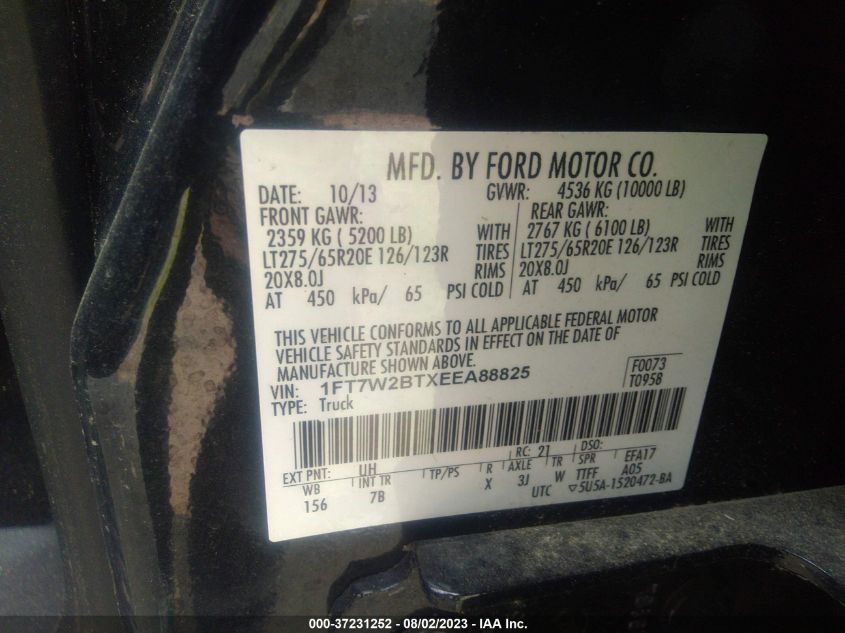 MFD. BY FORD MOTOR CO.
DATE: 10/13 GVWR: 4536 KG (10000 LB)
FRONT GAWR: REAR GAWR:
2359 KG ( 5200 LB) WITH 2767 KG ( 6100 LB) WITH
LT275/65R20E 126/123R TIRES LT275/65R20E 126/123R TIRES
20X8.0J RIMS 20X8.0J RIMS
AT 450 kPa/ 65 PSI COLD AT 450 kPa/ 65 PSI COLD
THIS VEHICLE CONFORMS TO ALL APPLICABLE FEDERAL MOTOR
VEHICLE SAFETY STANDARDS IN EFFECT ON THE DATE OF
MANUFACTURE SHOWN ABOVE.
VIN: 1FT7W2BTXEEA88825 F0073
TYPE: Truck T0958
EXT PNT: UH RC: 21 DSO:
WB INT TR TP/PS R AXLE TR SPR EFA17
156 7B X 3J W TTFF A05
UTC ▽5U5A-1520472-BA
000-37231252 - 08/02/2023 - IAA Inc.